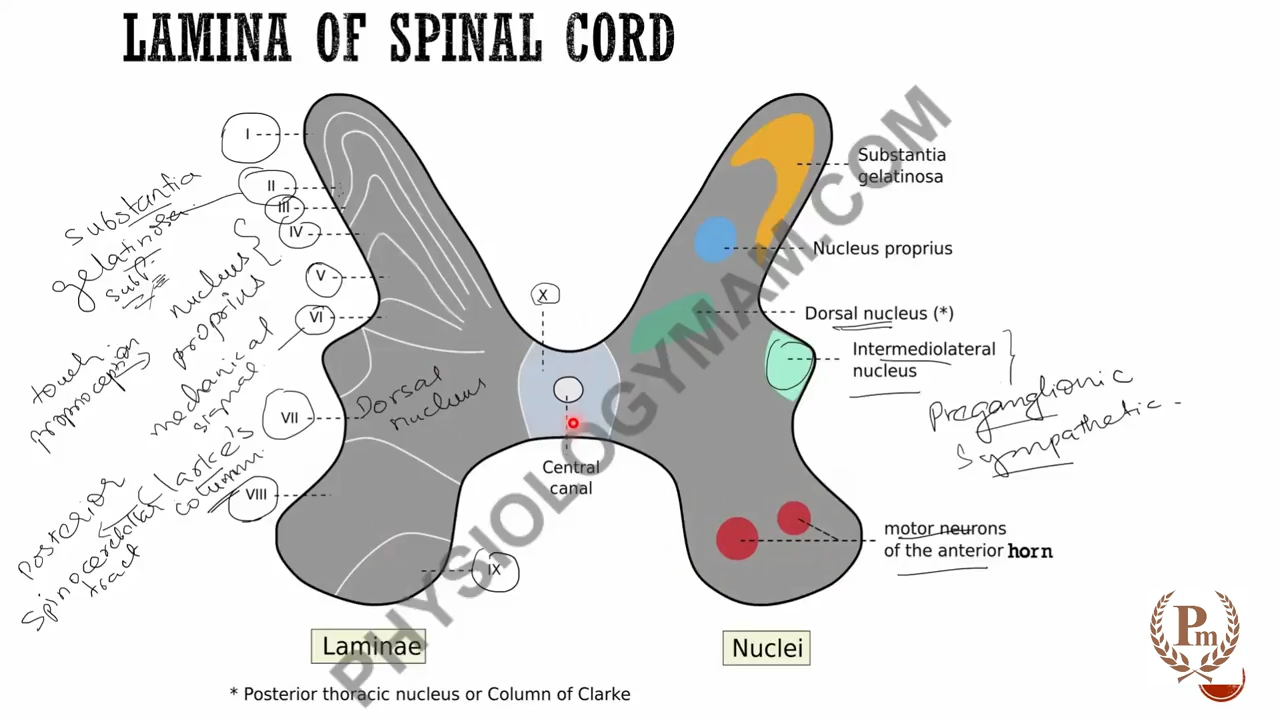 LAMINA OF SPINAL CORD
I
II
III
IV
V
VI
VII
VIII
IX
X
substantia
gelatinosa
subP
nucleus
proprius
touch
proprioception
mechanical
signal
Clarke's
column
posterior
spinocerebellar
tract
Dorsal
nucleus
Central
canal
Substantia
gelatinosa
Nucleus proprius
Dorsal nucleus (*)
Intermediolateral
nucleus
Preganglionic
Sympathetic
motor neurons
of the anterior horn
Laminae
Nuclei
* Posterior thoracic nucleus or Column of Clarke
PHYSIOLOGYMAM.COM
Pm